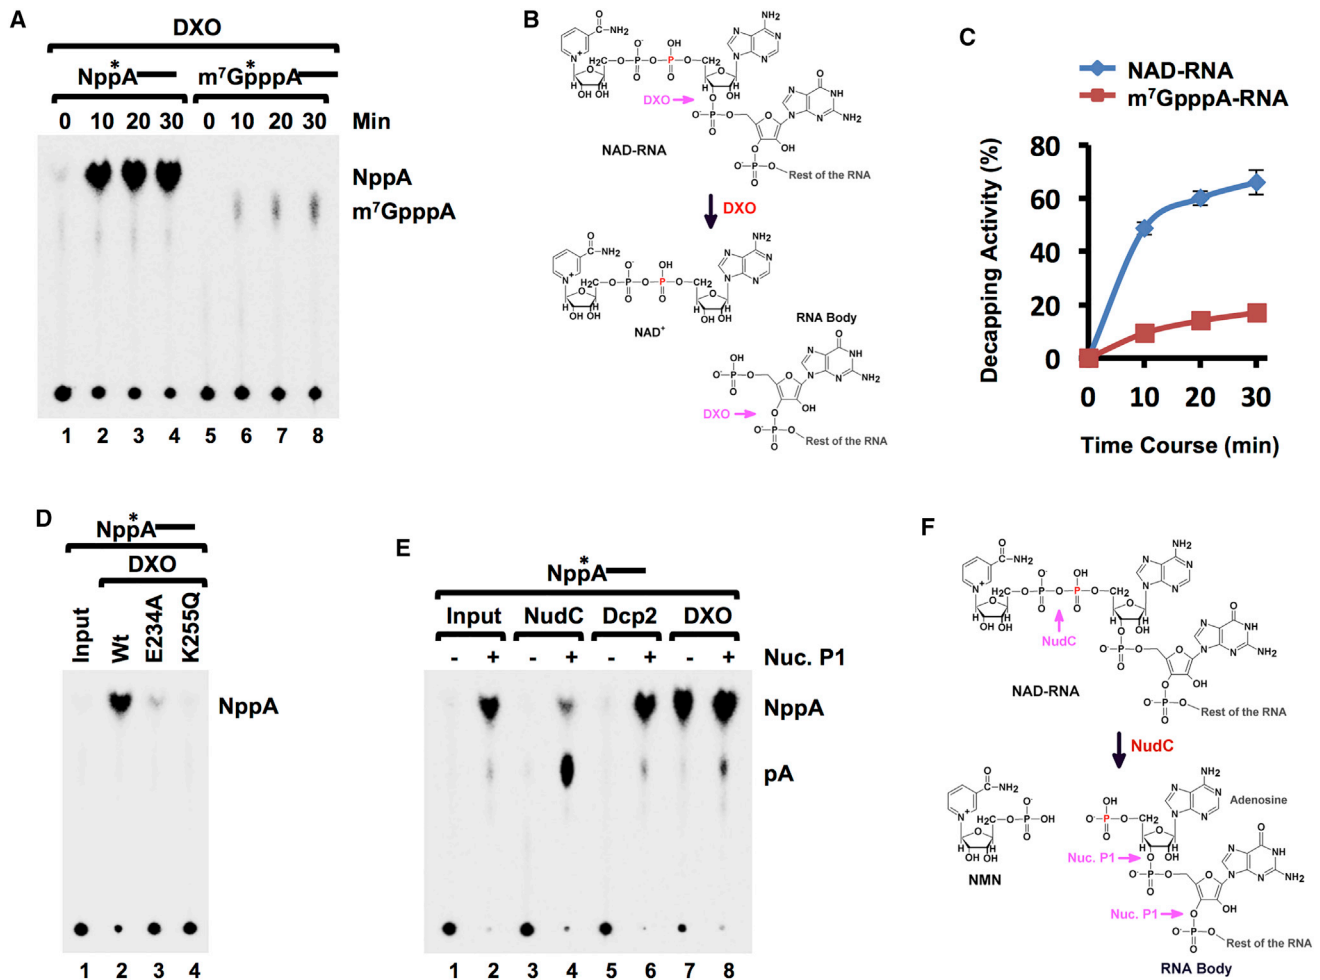 A
DXO
*
NppA
*
m⁷GpppA
0 10 20 30 0 10 20 30 Min
NppA
m⁷GpppA
1 2 3 4 5 6 7 8
B
NAD-RNA
DXO
Rest of the RNA
DXO
NAD⁺
RNA Body
DXO
Rest of the RNA
C
NAD-RNA
m⁷GpppA-RNA
Decapping Activity (%)
80
60
40
20
0
0 10 20 30
Time Course (min)
D
*
NppA
DXO
Input Wt E234A K255Q
NppA
1 2 3 4
E
*
NppA
Input NudC Dcp2 DXO
- + - + - + - + Nuc. P1
NppA
pA
1 2 3 4 5 6 7 8
F
NudC
NAD-RNA
Rest of the RNA
NudC
NMN
Adenosine
Nuc. P1
Nuc. P1
Rest of the RNA
RNA Body